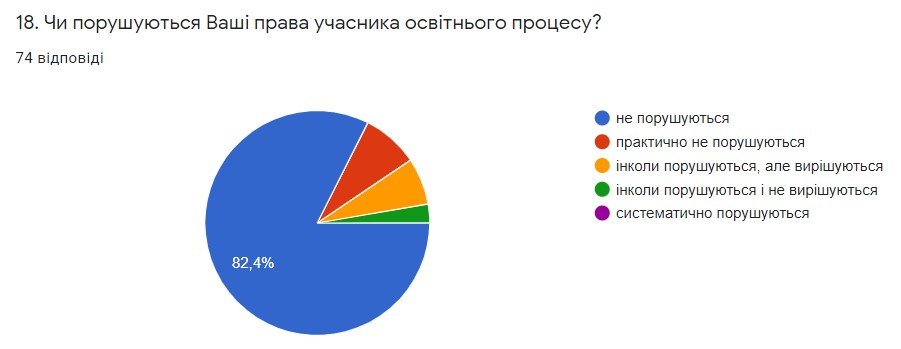 18. Чи порушуються Ваші права учасника освітнього процесу?
74 відповіді
не порушуються
практично не порушуються
інколи порушуються, але вирішуються
інколи порушуються і не вирішуються
систематично порушуються
82,4%